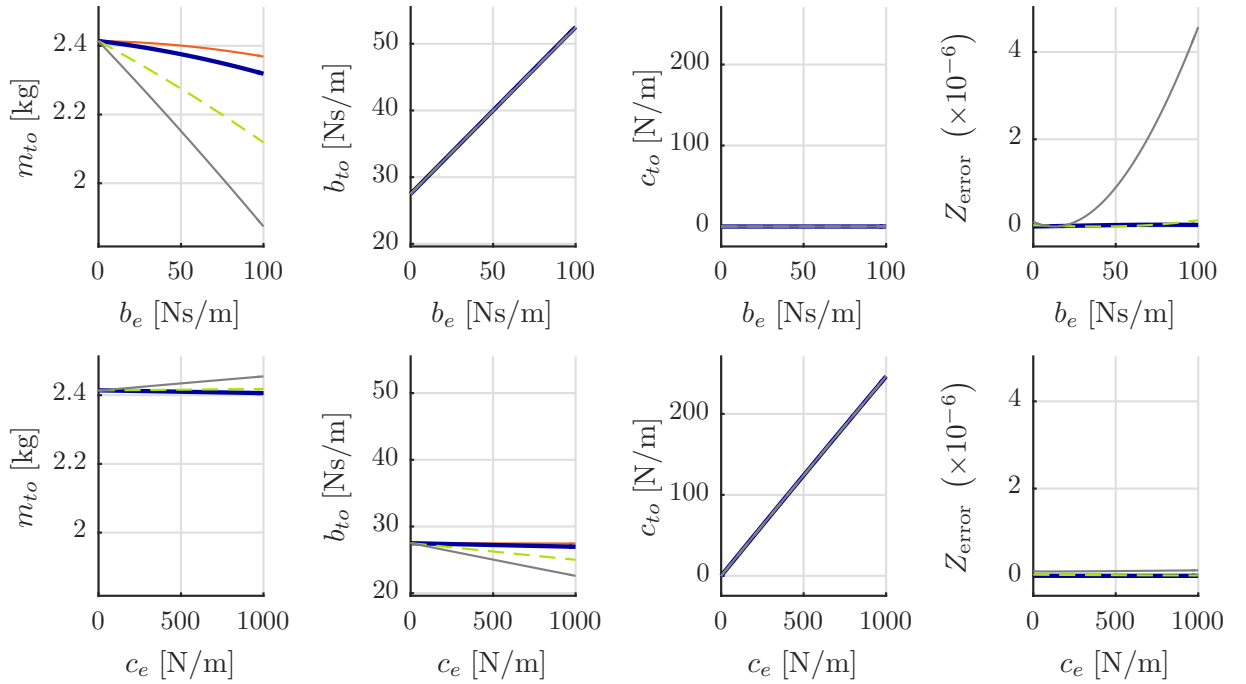 2.4
2.2
2
m_{to} [kg]
0 50 100
b_e [Ns/m]
50
40
30
20
b_{to} [Ns/m]
0 50 100
b_e [Ns/m]
200
100
0
c_{to} [N/m]
0 50 100
b_e [Ns/m]
4
2
0
Z_{error} (×10^{−6})
0 50 100
b_e [Ns/m]
2.4
2.2
2
m_{to} [kg]
0 500 1000
c_e [N/m]
50
40
30
20
b_{to} [Ns/m]
0 500 1000
c_e [N/m]
200
100
0
c_{to} [N/m]
0 500 1000
c_e [N/m]
4
2
0
Z_{error} (×10^{−6})
0 500 1000
c_e [N/m]